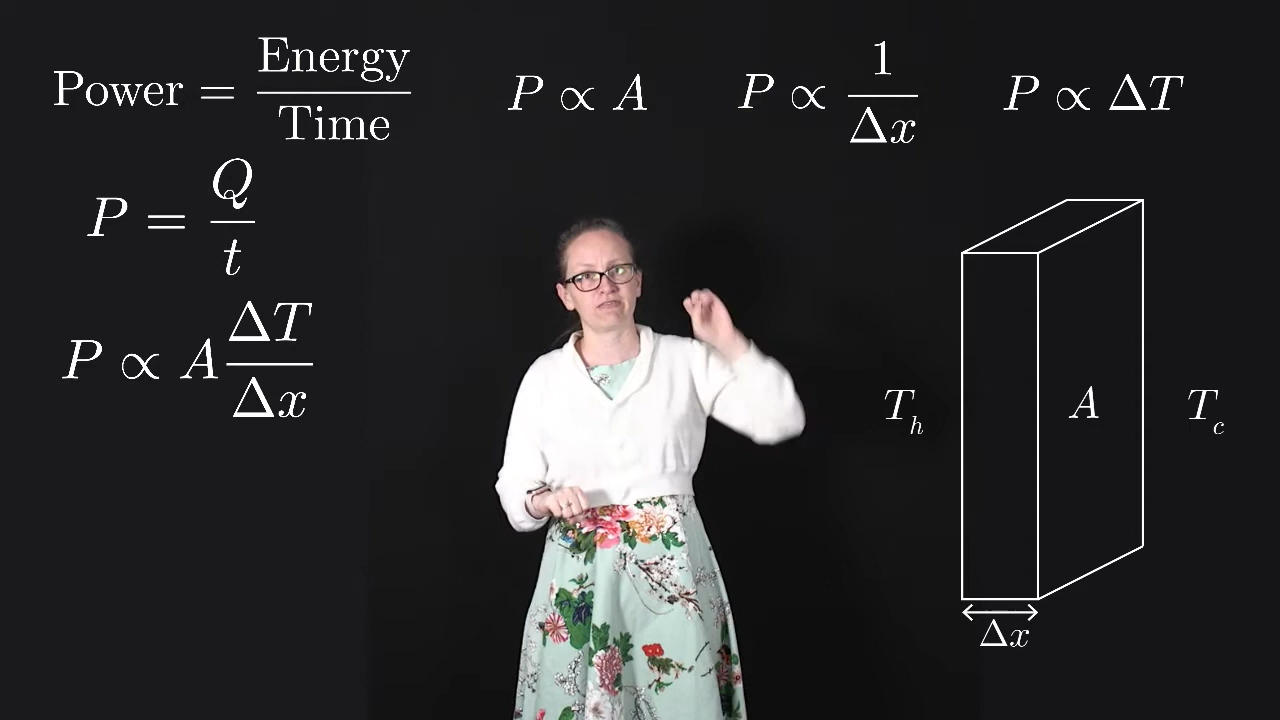 Power = Energy/Time
P ∝ A
P ∝ 1/Δx
P ∝ ΔT
P = Q/t
P ∝ A ΔT/Δx
T_h
A
T_c
Δx